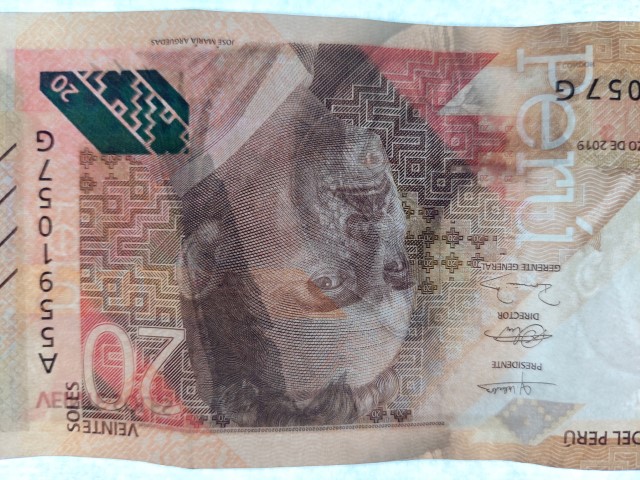 DEL PERÚ
PRESIDENTE
DIRECTOR
GERENTE GENERAL
ZO DE 2019
057 G
Perú
VEINTE
SOLES
20
A5591057G
20
JOSÉ MARÍA ARGUEDAS